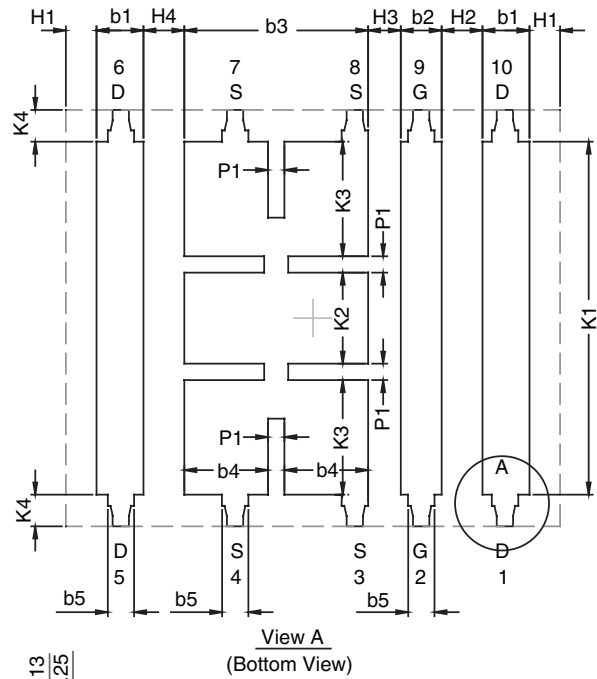 H1 b1 H4 b3 H3 b2 H2 b1 H1
6 7 8 9 10
D S S G D
K4
P1 K3 P1
K2 K1
P1
P1 K3
b4 b4 A
K4
D S S G D
5 4 3 2 1
b5 b5 b5
View A
(Bottom View)
13
.25